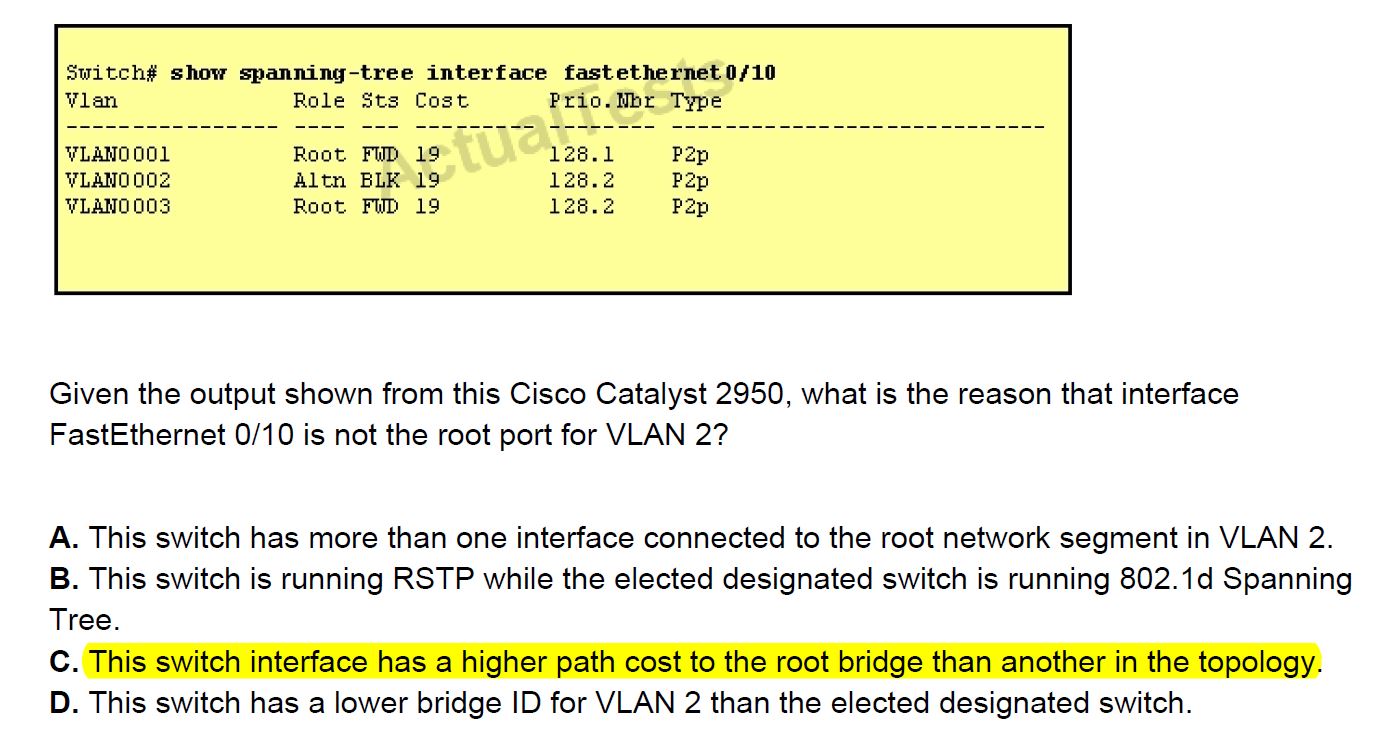 Switch# show spanning-tree interface fastethernet0/10
Vlan Role Sts Cost Prio.Nbr Type
---------------- ---- --- --------- -------- ----------------------------
VLAN0001 Root FWD 19 128.1 P2p
VLAN0002 Altn BLK 19 128.2 P2p
VLAN0003 Root FWD 19 128.2 P2p
ActualTests
Given the output shown from this Cisco Catalyst 2950, what is the reason that interface
FastEthernet 0/10 is not the root port for VLAN 2?
A. This switch has more than one interface connected to the root network segment in VLAN 2.
B. This switch is running RSTP while the elected designated switch is running 802.1d Spanning
Tree.
C. This switch interface has a higher path cost to the root bridge than another in the topology.
D. This switch has a lower bridge ID for VLAN 2 than the elected designated switch.